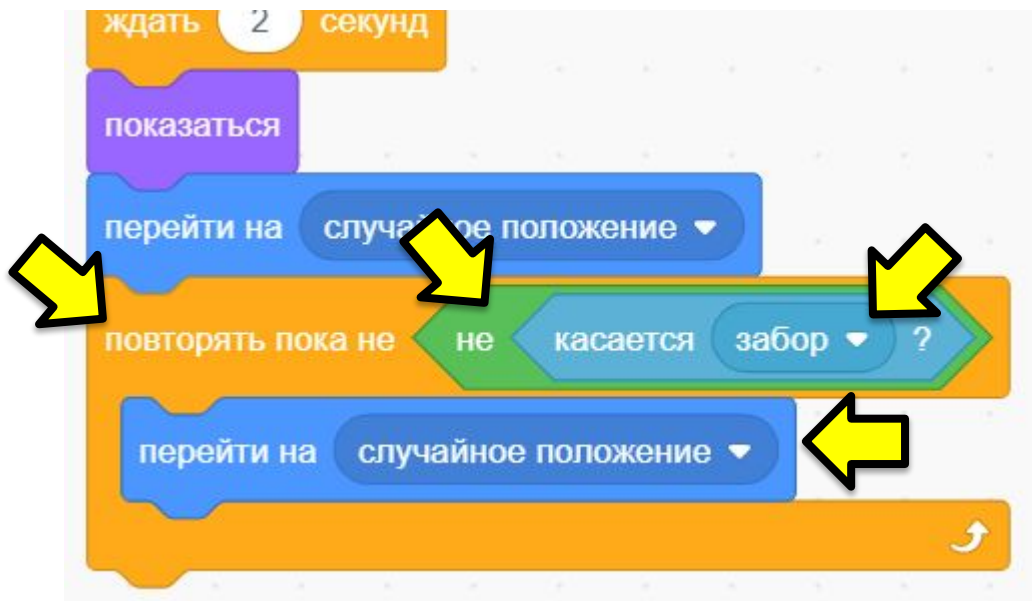 ждать 2 секунд
показаться
перейти на случайное положение
повторять пока не не касается забор ?
перейти на случайное положение